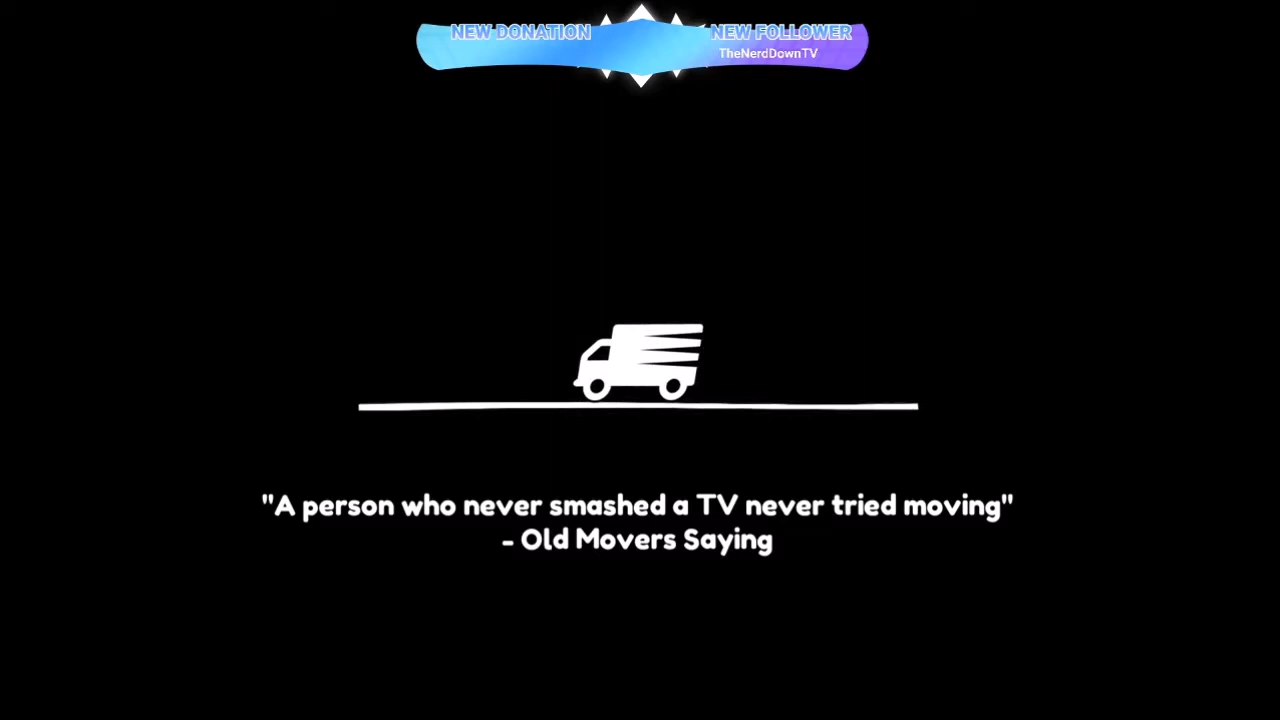 NEW DONATION
NEW FOLLOWER
TheNerdDownTV
"A person who never smashed a TV never tried moving"
- Old Movers Saying